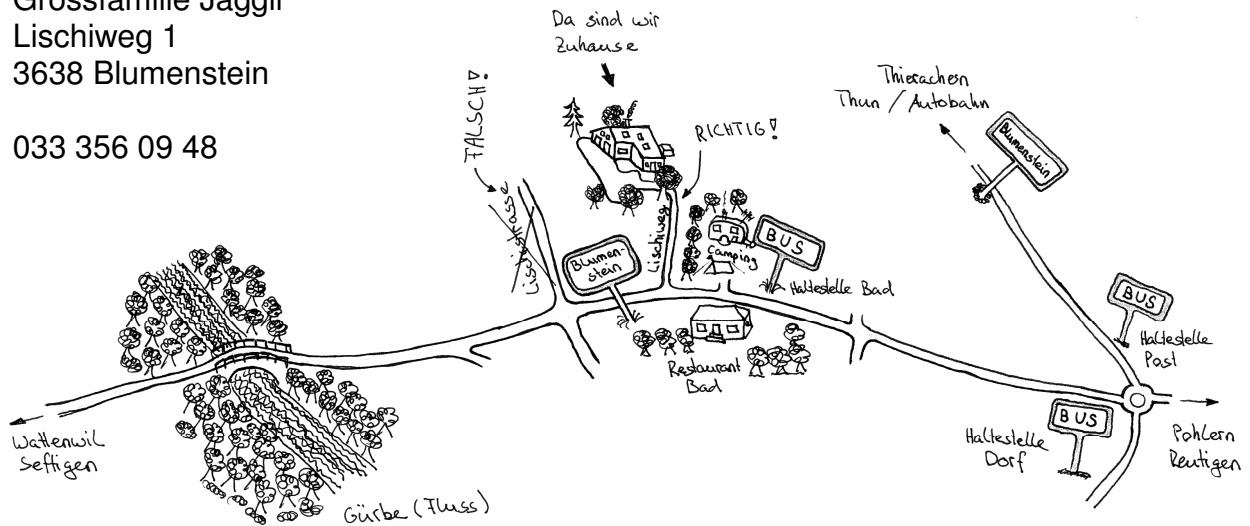 Grossfamilie Jäggli
Lischiweg 1
3638 Blumenstein
033 356 09 48
Da sind wir
Zuhause
FALSCH!
RICHTIG!
Thierachern
Thun / Autobahn
Blumenstein
Lischistrasse
Lischiweg
Blumen-
stein
Camping
BUS
Haltestelle Bad
BUS
Haltestelle
Post
Restaurant
Bad
BUS
Haltestelle
Dorf
Pohlern
Reutigen
Wattenwil
Seftigen
Gürbe (Fluss)